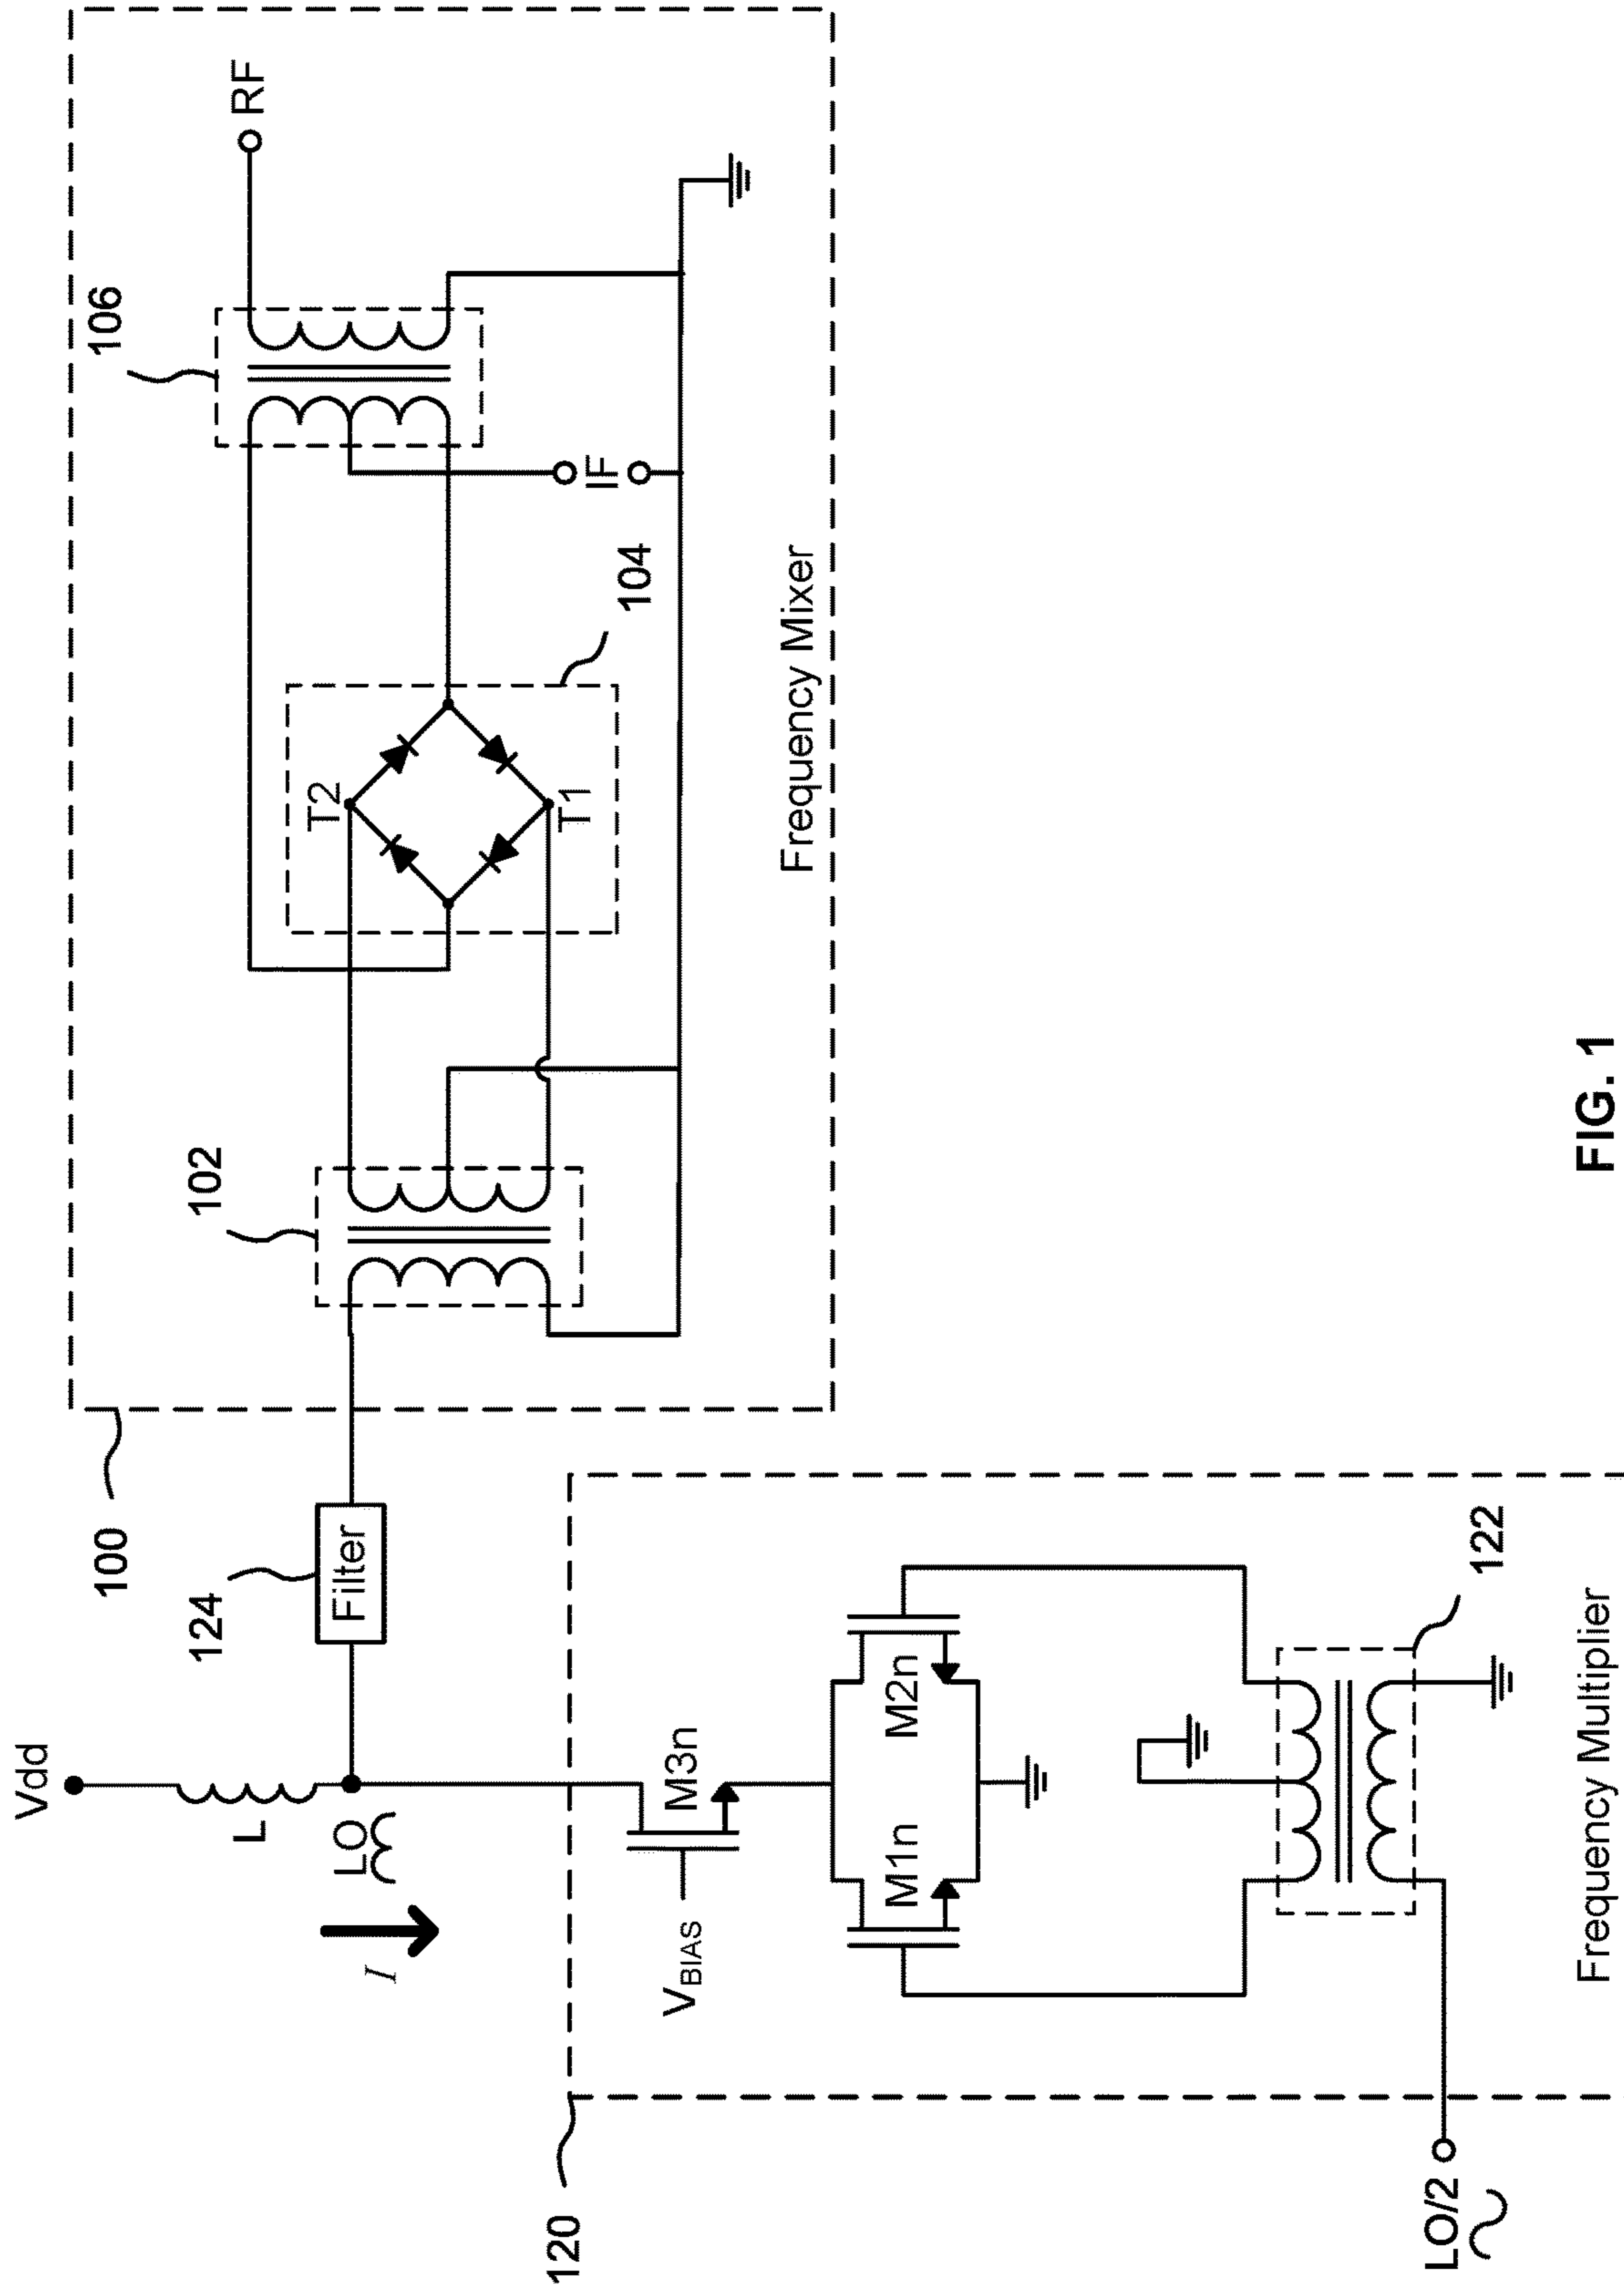 Vdd
L
LO
I
124
Filter
100
102
106
RF
T2
T1
104
IF
Frequency Mixer
120
VBIAS
M3n
M1n
M2n
122
LO/2
Frequency Multiplier
FIG. 1